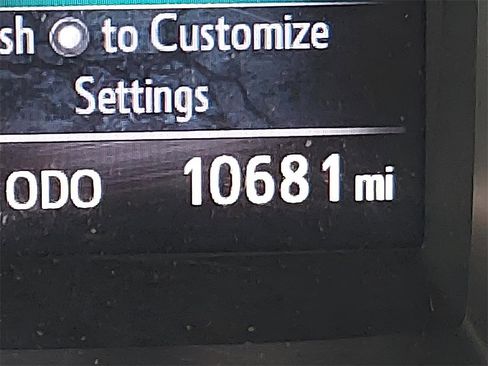 sh to Customize
Settings
ODO 10681 mi